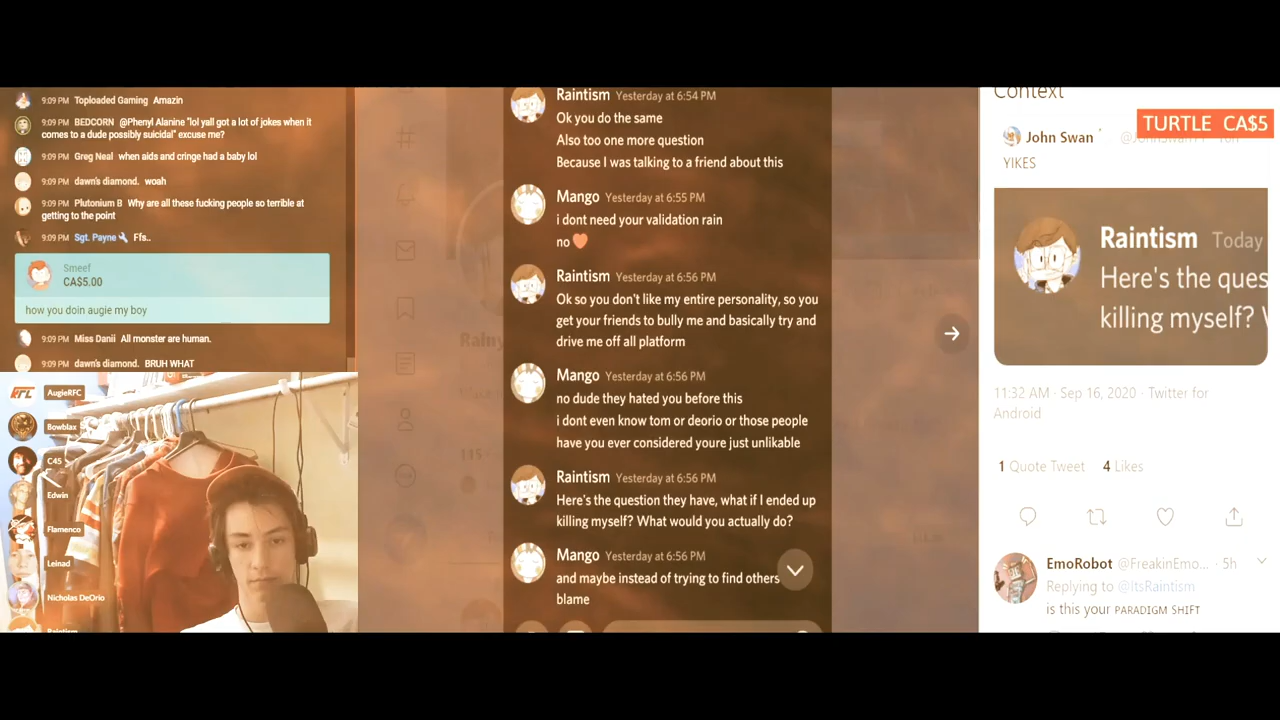 9:09 PM Toploaded Gaming Amazin
9:09 PM BEDCORN @Phenyl Alanine "lol yall got a lot of jokes when it
comes to a dude possibly suicidal" excuse me?
9:09 PM Greg Neal when aids and cringe had a baby lol
9:09 PM dawn's diamond. woah
9:09 PM Plutonium B Why are all these fucking people so terrible at
getting to the point
9:09 PM Sgt. Payne Ffs..
Smeef
CA$5.00
how you doin augie my boy
9:09 PM Miss Danii All monster are human.
9:09 PM dawn's diamond. BRUH WHAT
RFC AugieRFC
Bowblax
C45
Edwin
Flamenco
Leinad
Nicholas DeOrio
Raintism
Raintism Yesterday at 6:54 PM
Ok you do the same
Also too one more question
Because I was talking to a friend about this
Mango Yesterday at 6:55 PM
i dont need your validation rain
no
Raintism Yesterday at 6:56 PM
Ok so you don't like my entire personality, so you
get your friends to bully me and basically try and
drive me off all platform
Mango Yesterday at 6:56 PM
no dude they hated you before this
i dont even know tom or deorio or those people
have you ever considered youre just unlikable
Raintism Yesterday at 6:56 PM
Here's the question they have, what if I ended up
killing myself? What would you actually do?
Mango Yesterday at 6:56 PM
and maybe instead of trying to find others
blame
Context
TURTLE CA$5
John Swan
YIKES
Raintism Today
Here's the ques
killing myself?
11:32 AM · Sep 16, 2020 · Twitter for
Android
1 Quote Tweet 4 Likes
EmoRobot @FreakinEmo... · 5h
Replying to @ItsRaintism
is this your PARADIGM SHIFT